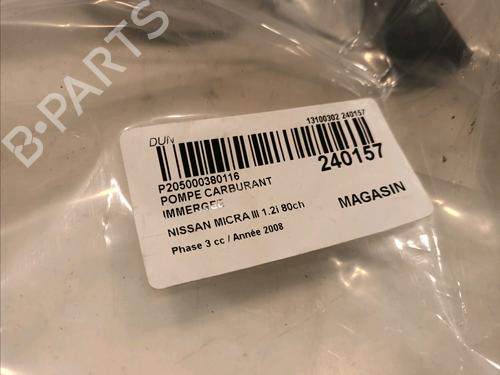 B-PARTS
DUN
13100302 240157
P205000380116
240157
POMPE CARBURANT
IMMERGEE
NISSAN MICRA III 1.2i 80ch
MAGASIN
Phase 3 cc / Année 2008